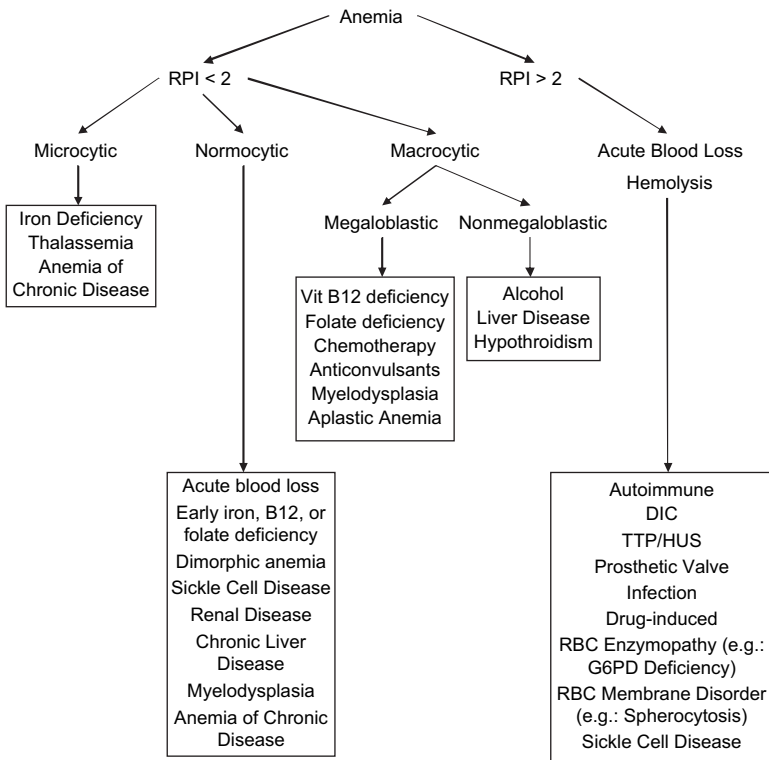 Anemia
RPI < 2
RPI > 2
Microcytic
Normocytic
Macrocytic
Acute Blood Loss
Hemolysis
Megaloblastic
Nonmegaloblastic
Iron Deficiency
Thalassemia
Anemia of
Chronic Disease
Vit B12 deficiency
Folate deficiency
Chemotherapy
Anticonvulsants
Myelodysplasia
Aplastic Anemia
Alcohol
Liver Disease
Hypothroidism
Acute blood loss
Early iron, B12, or
folate deficiency
Dimorphic anemia
Sickle Cell Disease
Renal Disease
Chronic Liver
Disease
Myelodysplasia
Anemia of Chronic
Disease
Autoimmune
DIC
TTP/HUS
Prosthetic Valve
Infection
Drug-induced
RBC Enzymopathy (e.g.:
G6PD Deficiency)
RBC Membrane Disorder
(e.g.: Spherocytosis)
Sickle Cell Disease